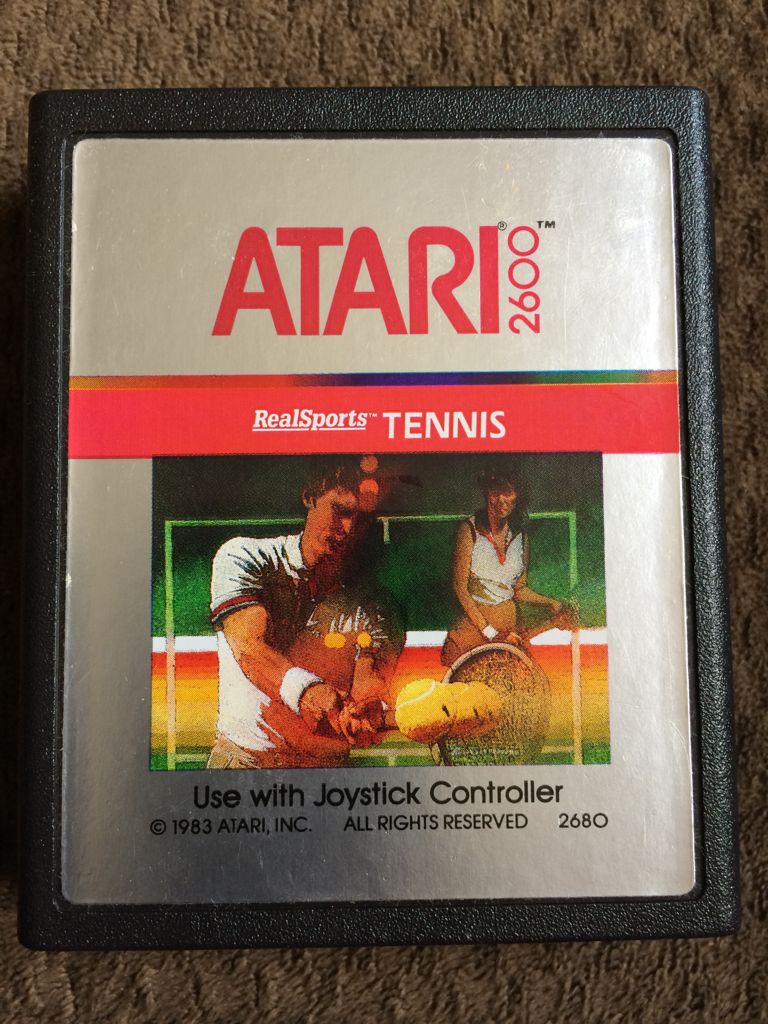 ATARI® 2600™
RealSports™ TENNIS
Use with Joystick Controller
© 1983 ATARI, INC. ALL RIGHTS RESERVED 2680